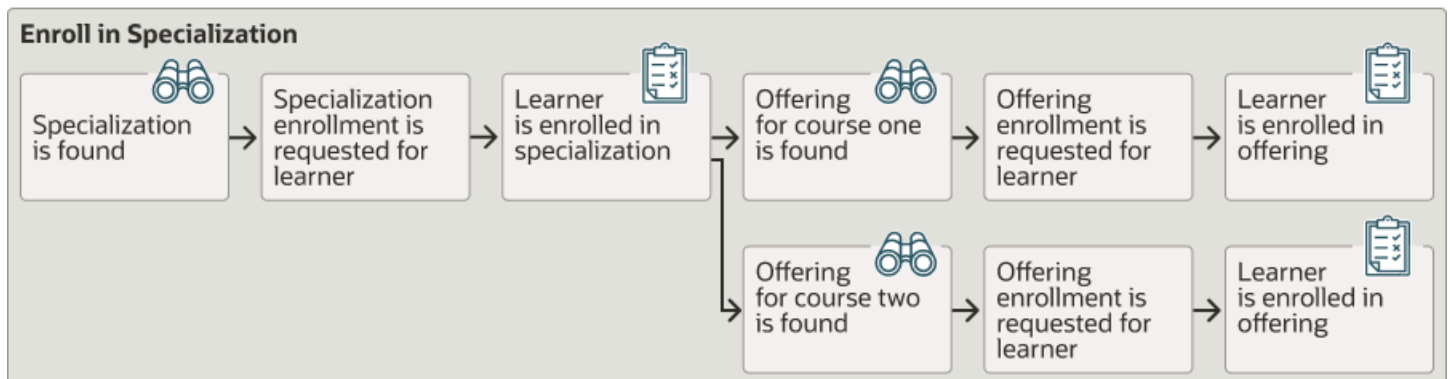 Enroll in Specialization
Specialization
is found
Specialization
enrollment is
requested for
learner
Learner
is enrolled in
specialization
Offering
for course one
is found
Offering
enrollment is
requested for
learner
Learner
is enrolled in
offering
Offering
for course two
is found
Offering
enrollment is
requested for
learner
Learner
is enrolled in
offering